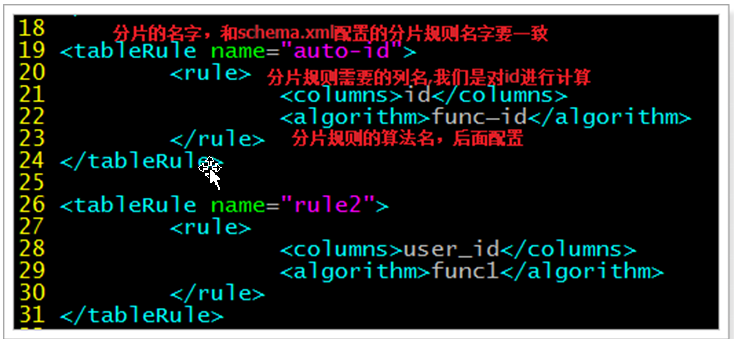 18 分片的名字，和schema.xml配置的分片规则名字要一致
19 <tableRule name="auto-id">
20 <rule> 分片规则需要的列名,我们是对id进行计算
21 <columns>id</columns>
22 <algorithm>func-id</algorithm>
23 </rule> 分片规则的算法名，后面配置
24 </tableRule>
25
26 <tableRule name="rule2">
27 <rule>
28 <columns>user_id</columns>
29 <algorithm>func1</algorithm>
30 </rule>
31 </tableRule>